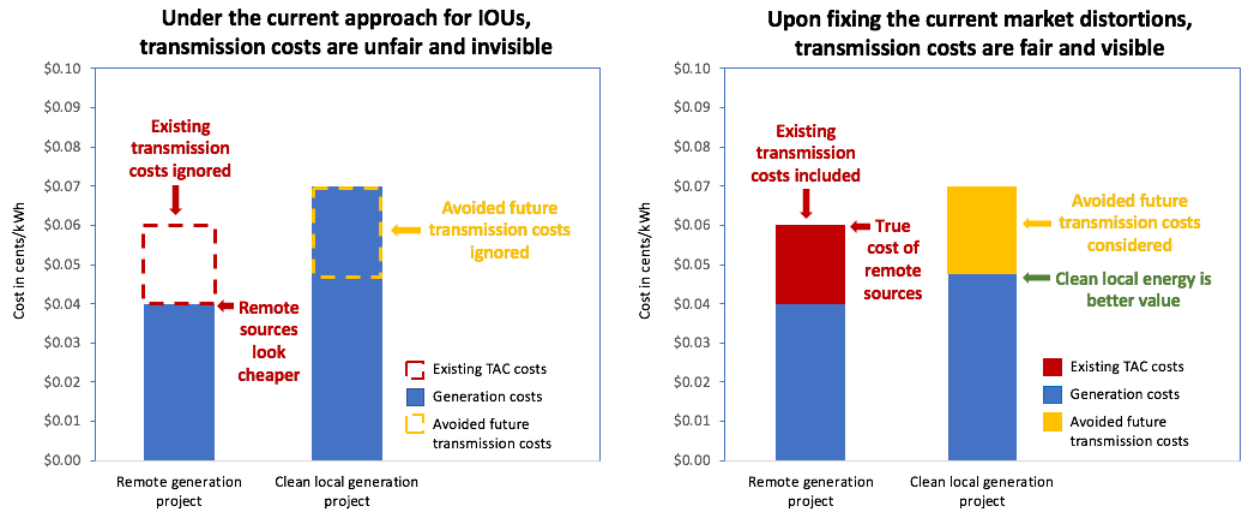 Under the current approach for IOUs,
transmission costs are unfair and invisible
$0.10
$0.09
$0.08
$0.07
$0.06
$0.05
$0.04
$0.03
$0.02
$0.01
$0.00
Cost in cents/kWh
Existing
transmission
costs ignored
Remote
sources
look
cheaper
Avoided future
transmission costs
ignored
Existing TAC costs
Generation costs
Avoided future
transmission costs
Remote generation
project
Clean local generation
project
Upon fixing the current market distortions,
transmission costs are fair and visible
$0.10
$0.09
$0.08
$0.07
$0.06
$0.05
$0.04
$0.03
$0.02
$0.01
$0.00
Cost in cents/kWh
Existing
transmission
costs included
True
cost of
remote
sources
Avoided future
transmission costs
considered
Clean local energy is
better value
Existing TAC costs
Generation costs
Avoided future
transmission costs
Remote generation
project
Clean local generation
project